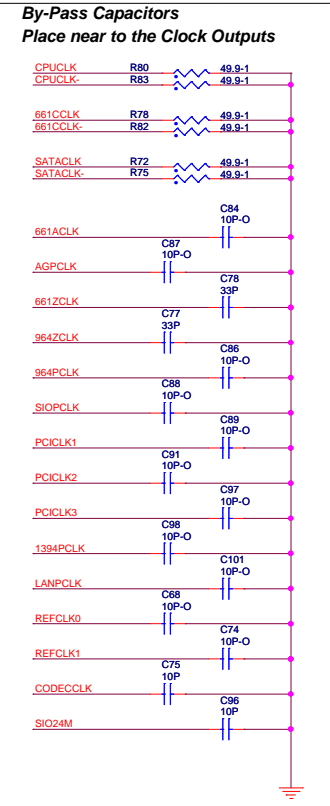 By-Pass Capacitors
Place near to the Clock Outputs
CPUCLK R80 49.9-1
CPUCLK- R83 49.9-1
661CCLK R78 49.9-1
661CCLK- R82 49.9-1
SATACLK R72 49.9-1
SATACLK- R75 49.9-1
C84
10P-O
661ACLK
C87
10P-O
AGPCLK
C78
33P
661ZCLK
C77
33P
964ZCLK
C86
10P-O
964PCLK
C88
10P-O
SIOPCLK
C89
10P-O
PCICLK1
C91
10P-O
PCICLK2
C97
10P-O
PCICLK3
C98
10P-O
1394PCLK
C101
10P-O
LANPCLK
C68
10P-O
REFCLK0
C74
10P-O
REFCLK1
C75
10P
CODECCLK
C96
10P
SIO24M